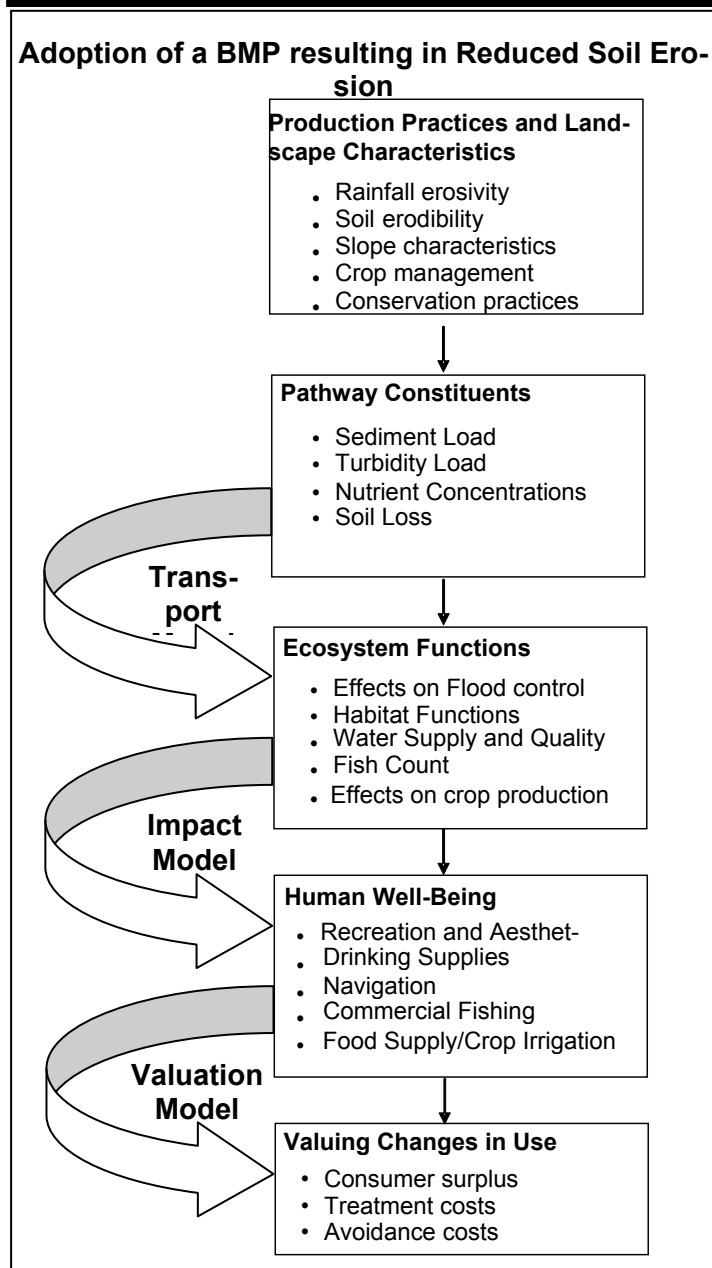 Adoption of a BMP resulting in Reduced Soil Ero-
sion
Production Practices and Land-
scape Characteristics
• Rainfall erosivity
• Soil erodibility
• Slope characteristics
• Crop management
• Conservation practices
Pathway Constituents
• Sediment Load
• Turbidity Load
• Nutrient Concentrations
• Soil Loss
Trans-
port
Ecosystem Functions
• Effects on Flood control
• Habitat Functions
• Water Supply and Quality
• Fish Count
• Effects on crop production
Impact
Model
Human Well-Being
• Recreation and Aesthet-
• Drinking Supplies
• Navigation
• Commercial Fishing
• Food Supply/Crop Irrigation
Valuation
Model
Valuing Changes in Use
• Consumer surplus
• Treatment costs
• Avoidance costs